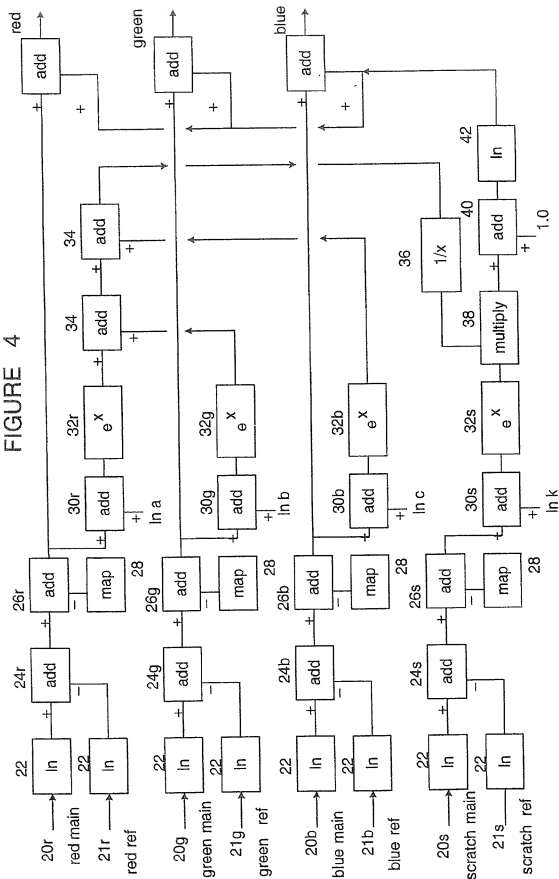 FIGURE 4
20r
red main
21r
red ref
22
ln
22
ln
+
–
24r
add
+
26r
add
–
map
28
+
30r
add
+
ln a
32r
e^x
+
34
add
+
+
34
add
+
+
add
red
+
20g
green main
21g
green ref
22
ln
22
ln
+
–
24g
add
+
26g
add
–
map
28
+
30g
add
+
ln b
32g
e^x
+
add
green
+
20b
blue main
21b
blue ref
22
ln
22
ln
+
–
24b
add
+
26b
add
–
map
28
+
30b
add
+
ln c
32b
e^x
+
add
blue
+
36
1/x
20s
scratch main
21s
scratch ref
22
ln
22
ln
+
–
24s
add
+
26s
add
–
map
28
+
30s
add
+
ln k
32s
e^x
38
multiply
+
40
add
+
1.0
42
ln